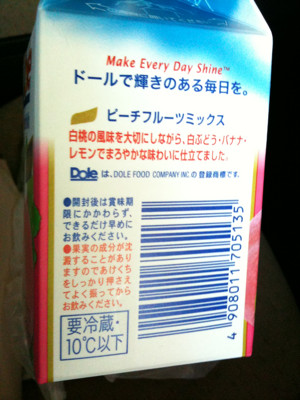 Make Every Day Shine™
ドールで輝きのある毎日を。
ピーチフルーツミックス
白桃の風味を大切にしながら、白ぶどう・バナナ・
レモンでまろやかな味わいに仕立てました。
Dole は、DOLE FOOD COMPANY INC の登録商標です。
●開封後は賞味期
限にかかわらず、
できるだけ早めに
お飲みください。
●果実の成分が沈
澱することがあり
ますのであけくち
をしっかり押さえ
てよく振ってから
お飲みください。
要冷蔵・
10℃以下
4 908011 705135